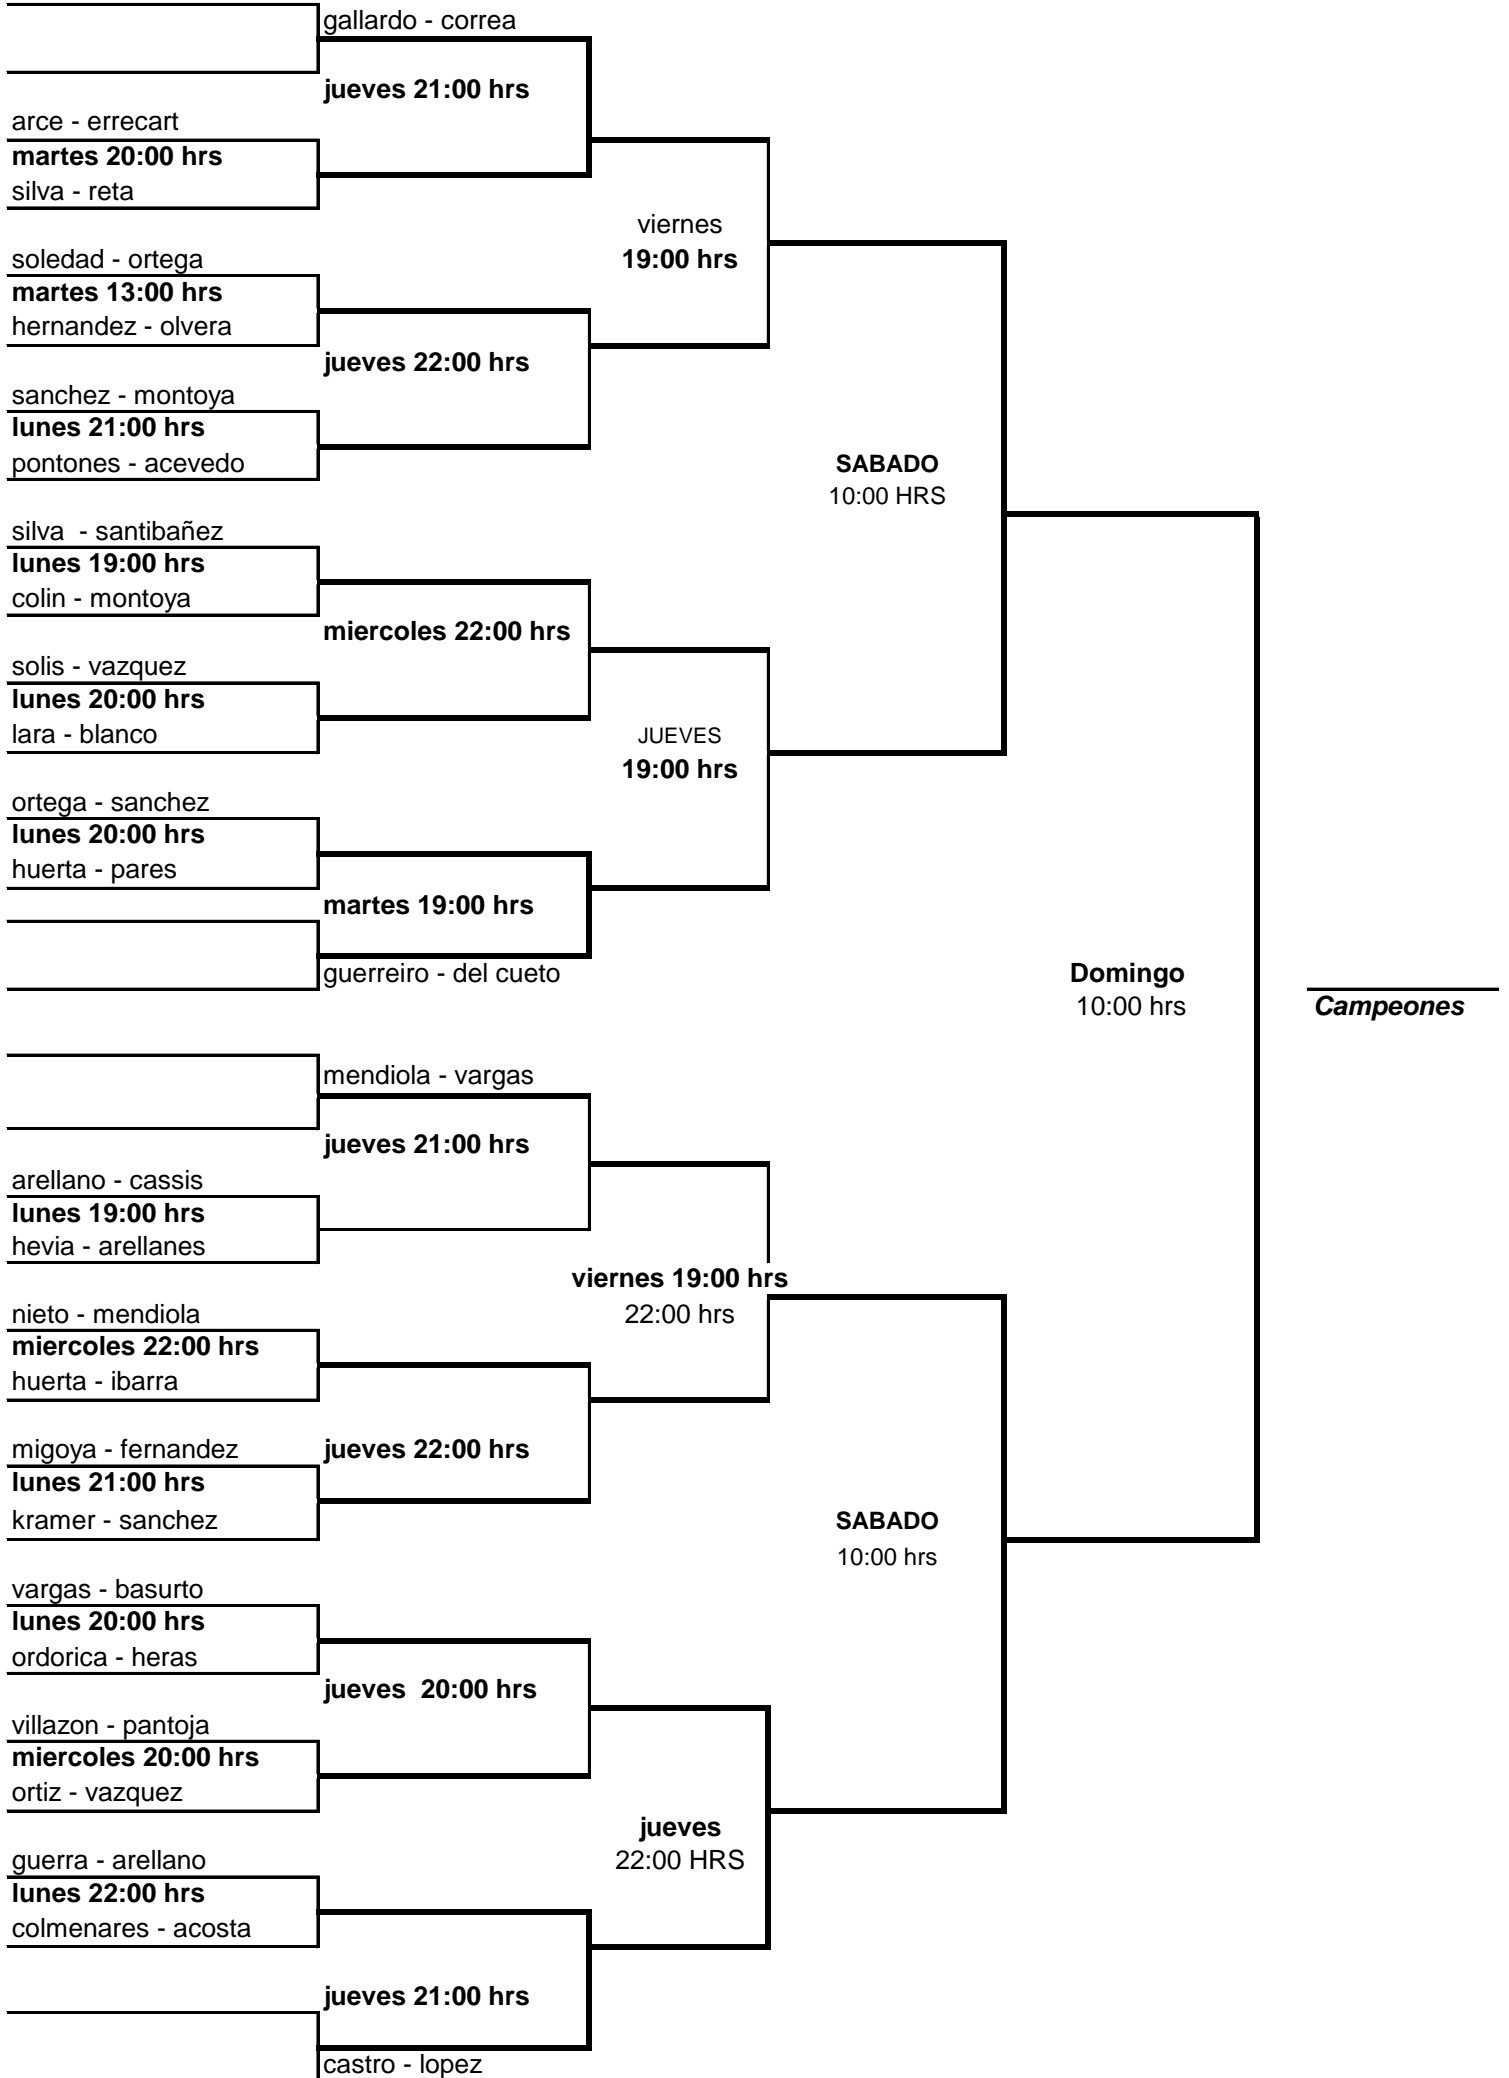 gallardo - correa
jueves 21:00 hrs
arce - errecart
martes 20:00 hrs
silva - reta
viernes
19:00 hrs
soledad - ortega
martes 13:00 hrs
hernandez - olvera
jueves 22:00 hrs
sanchez - montoya
lunes 21:00 hrs
pontones - acevedo
SABADO
10:00 HRS
silva  - santibañez
lunes 19:00 hrs
colin - montoya
miercoles 22:00 hrs
solis - vazquez
lunes 20:00 hrs
lara - blanco
JUEVES
19:00 hrs
ortega - sanchez
lunes 20:00 hrs
huerta - pares
martes 19:00 hrs
guerreiro - del cueto
Domingo
10:00 hrs
Campeones
mendiola - vargas
jueves 21:00 hrs
arellano - cassis
lunes 19:00 hrs
hevia - arellanes
viernes 19:00 hrs
22:00 hrs
nieto - mendiola
miercoles 22:00 hrs
huerta - ibarra
migoya - fernandez
jueves 22:00 hrs
lunes 21:00 hrs
kramer - sanchez
SABADO
10:00 hrs
vargas - basurto
lunes 20:00 hrs
ordorica - heras
jueves  20:00 hrs
villazon - pantoja
miercoles 20:00 hrs
ortiz - vazquez
jueves
22:00 HRS
guerra - arellano
lunes 22:00 hrs
colmenares - acosta
jueves 21:00 hrs
castro - lopez